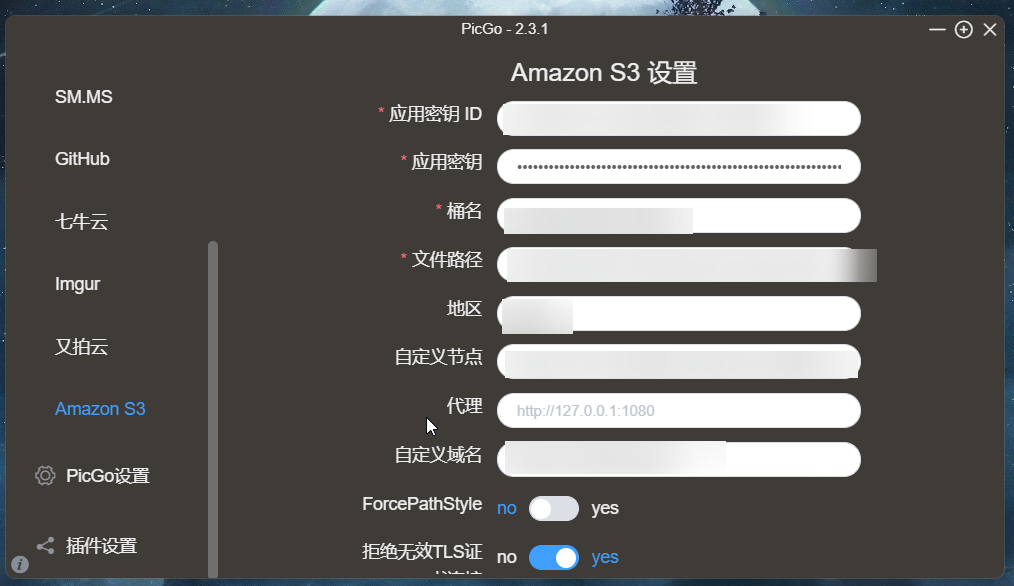 PicGo - 2.3.1
SM.MS
GitHub
七牛云
Imgur
又拍云
Amazon S3
PicGo设置
插件设置
Amazon S3 设置
* 应用密钥 ID
* 应用密钥
* 桶名
* 文件路径
地区
自定义节点
代理 http://127.0.0.1:1080
自定义域名
ForcePathStyle no yes
拒绝无效TLS证 no yes